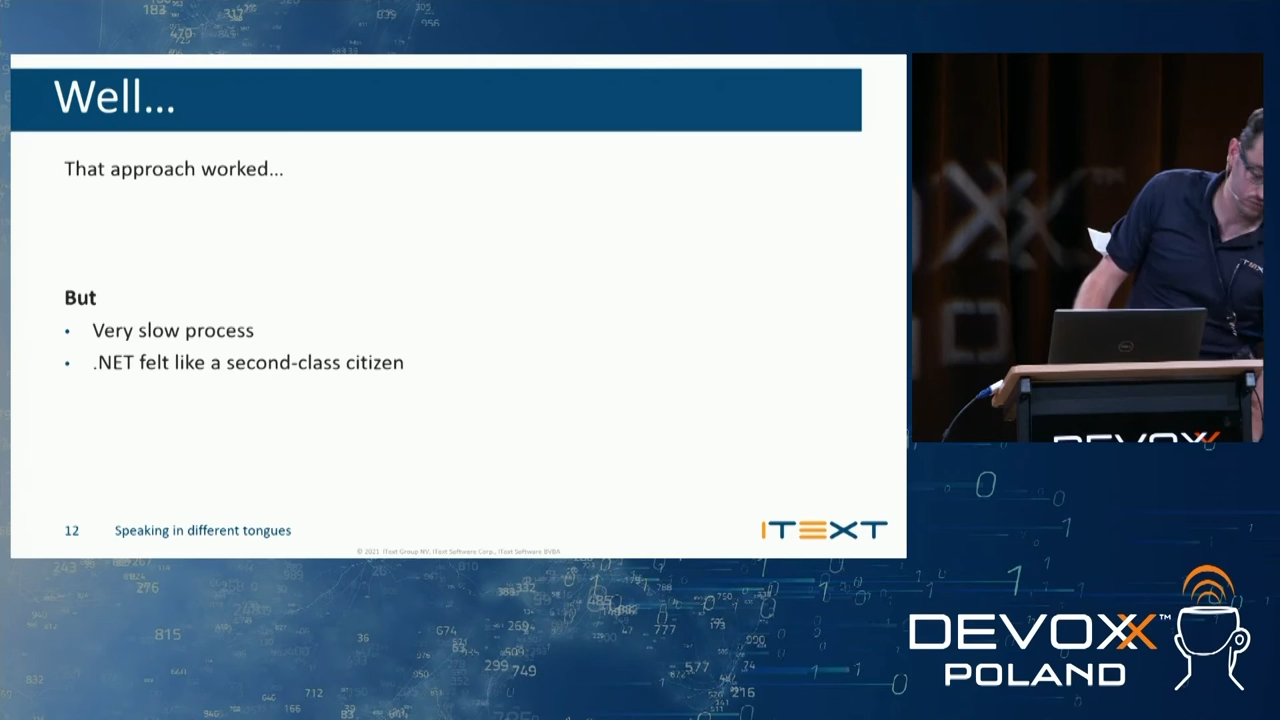 Well...
That approach worked...
But
• Very slow process
• .NET felt like a second-class citizen
12 Speaking in different tongues
ITEXT
© 2021 iText Group NV, iText Software Corp., iText Software BVBA
DEVOXX
DEVOXX™
POLAND